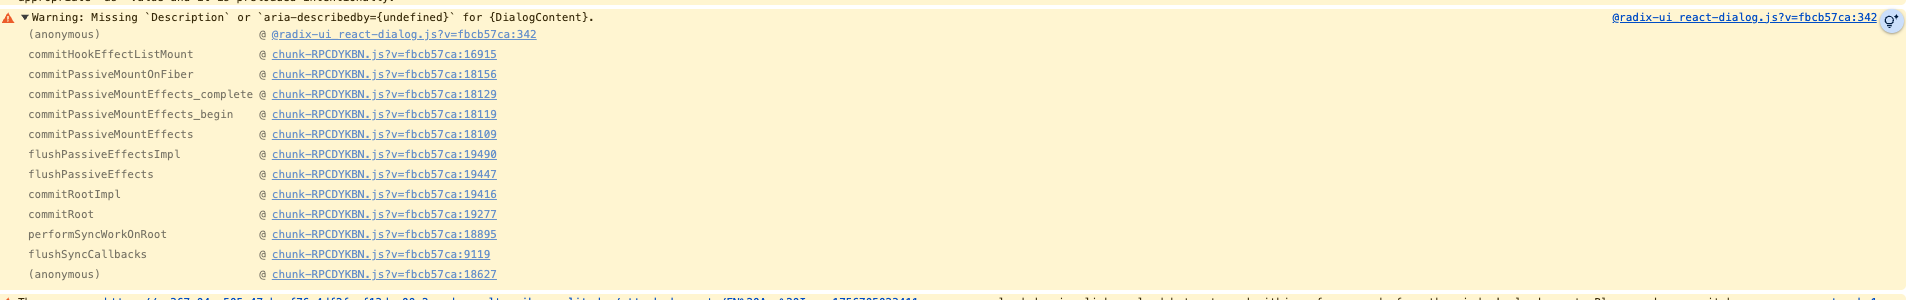 Warning: Missing `Description` or `aria-describedby={undefined}` for {DialogContent}. @radix-ui_react-dialog.js?v=fbcb57ca:342
(anonymous) @ @radix-ui_react-dialog.js?v=fbcb57ca:342
commitHookEffectListMount @ chunk-RPCDYKBN.js?v=fbcb57ca:16915
commitPassiveMountOnFiber @ chunk-RPCDYKBN.js?v=fbcb57ca:18156
commitPassiveMountEffects_complete @ chunk-RPCDYKBN.js?v=fbcb57ca:18129
commitPassiveMountEffects_begin @ chunk-RPCDYKBN.js?v=fbcb57ca:18119
commitPassiveMountEffects @ chunk-RPCDYKBN.js?v=fbcb57ca:18109
flushPassiveEffectsImpl @ chunk-RPCDYKBN.js?v=fbcb57ca:19490
flushPassiveEffects @ chunk-RPCDYKBN.js?v=fbcb57ca:19447
commitRootImpl @ chunk-RPCDYKBN.js?v=fbcb57ca:19416
commitRoot @ chunk-RPCDYKBN.js?v=fbcb57ca:19277
performSyncWorkOnRoot @ chunk-RPCDYKBN.js?v=fbcb57ca:18895
flushSyncCallbacks @ chunk-RPCDYKBN.js?v=fbcb57ca:9119
(anonymous) @ chunk-RPCDYKBN.js?v=fbcb57ca:18627